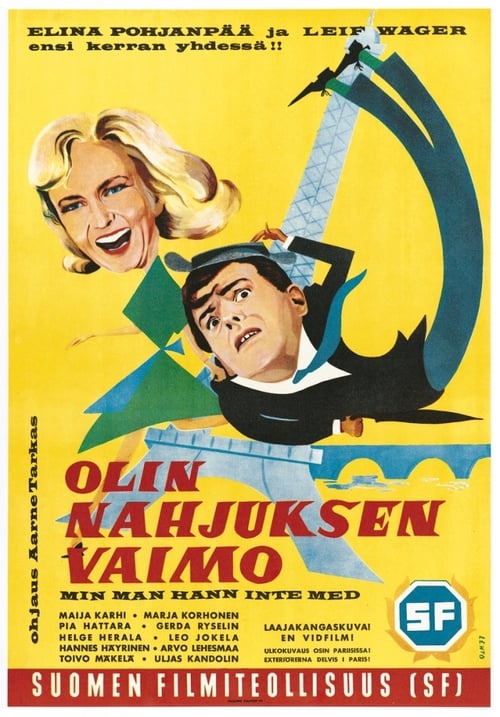 ELINA POHJANPÄÄ ja LEIF WAGER
ensi kerran yhdessä!!
ohjaus Aarne Tarkas
OLIN
NAHJUKSEN
VAIMO
MIN MAN HANN INTE MED
MAIJA KARHI • MARJA KORHONEN
PIA HATTARA • GERDA RYSELIN
HELGE HERALA • LEO JOKELA
HANNES HÄYRINEN • ARVO LEHESMAA
TOIVO MÄKELÄ • ULJAS KANDOLIN
LAAJAKANGASKUVA!
EN VIDFILM!
ULKOKUVAUS OSIN PARIISISSA!
EXTERIÖRERNA DELVIS I PARIS!
SF
SUOMEN FILMITEOLLISUUS (SF)